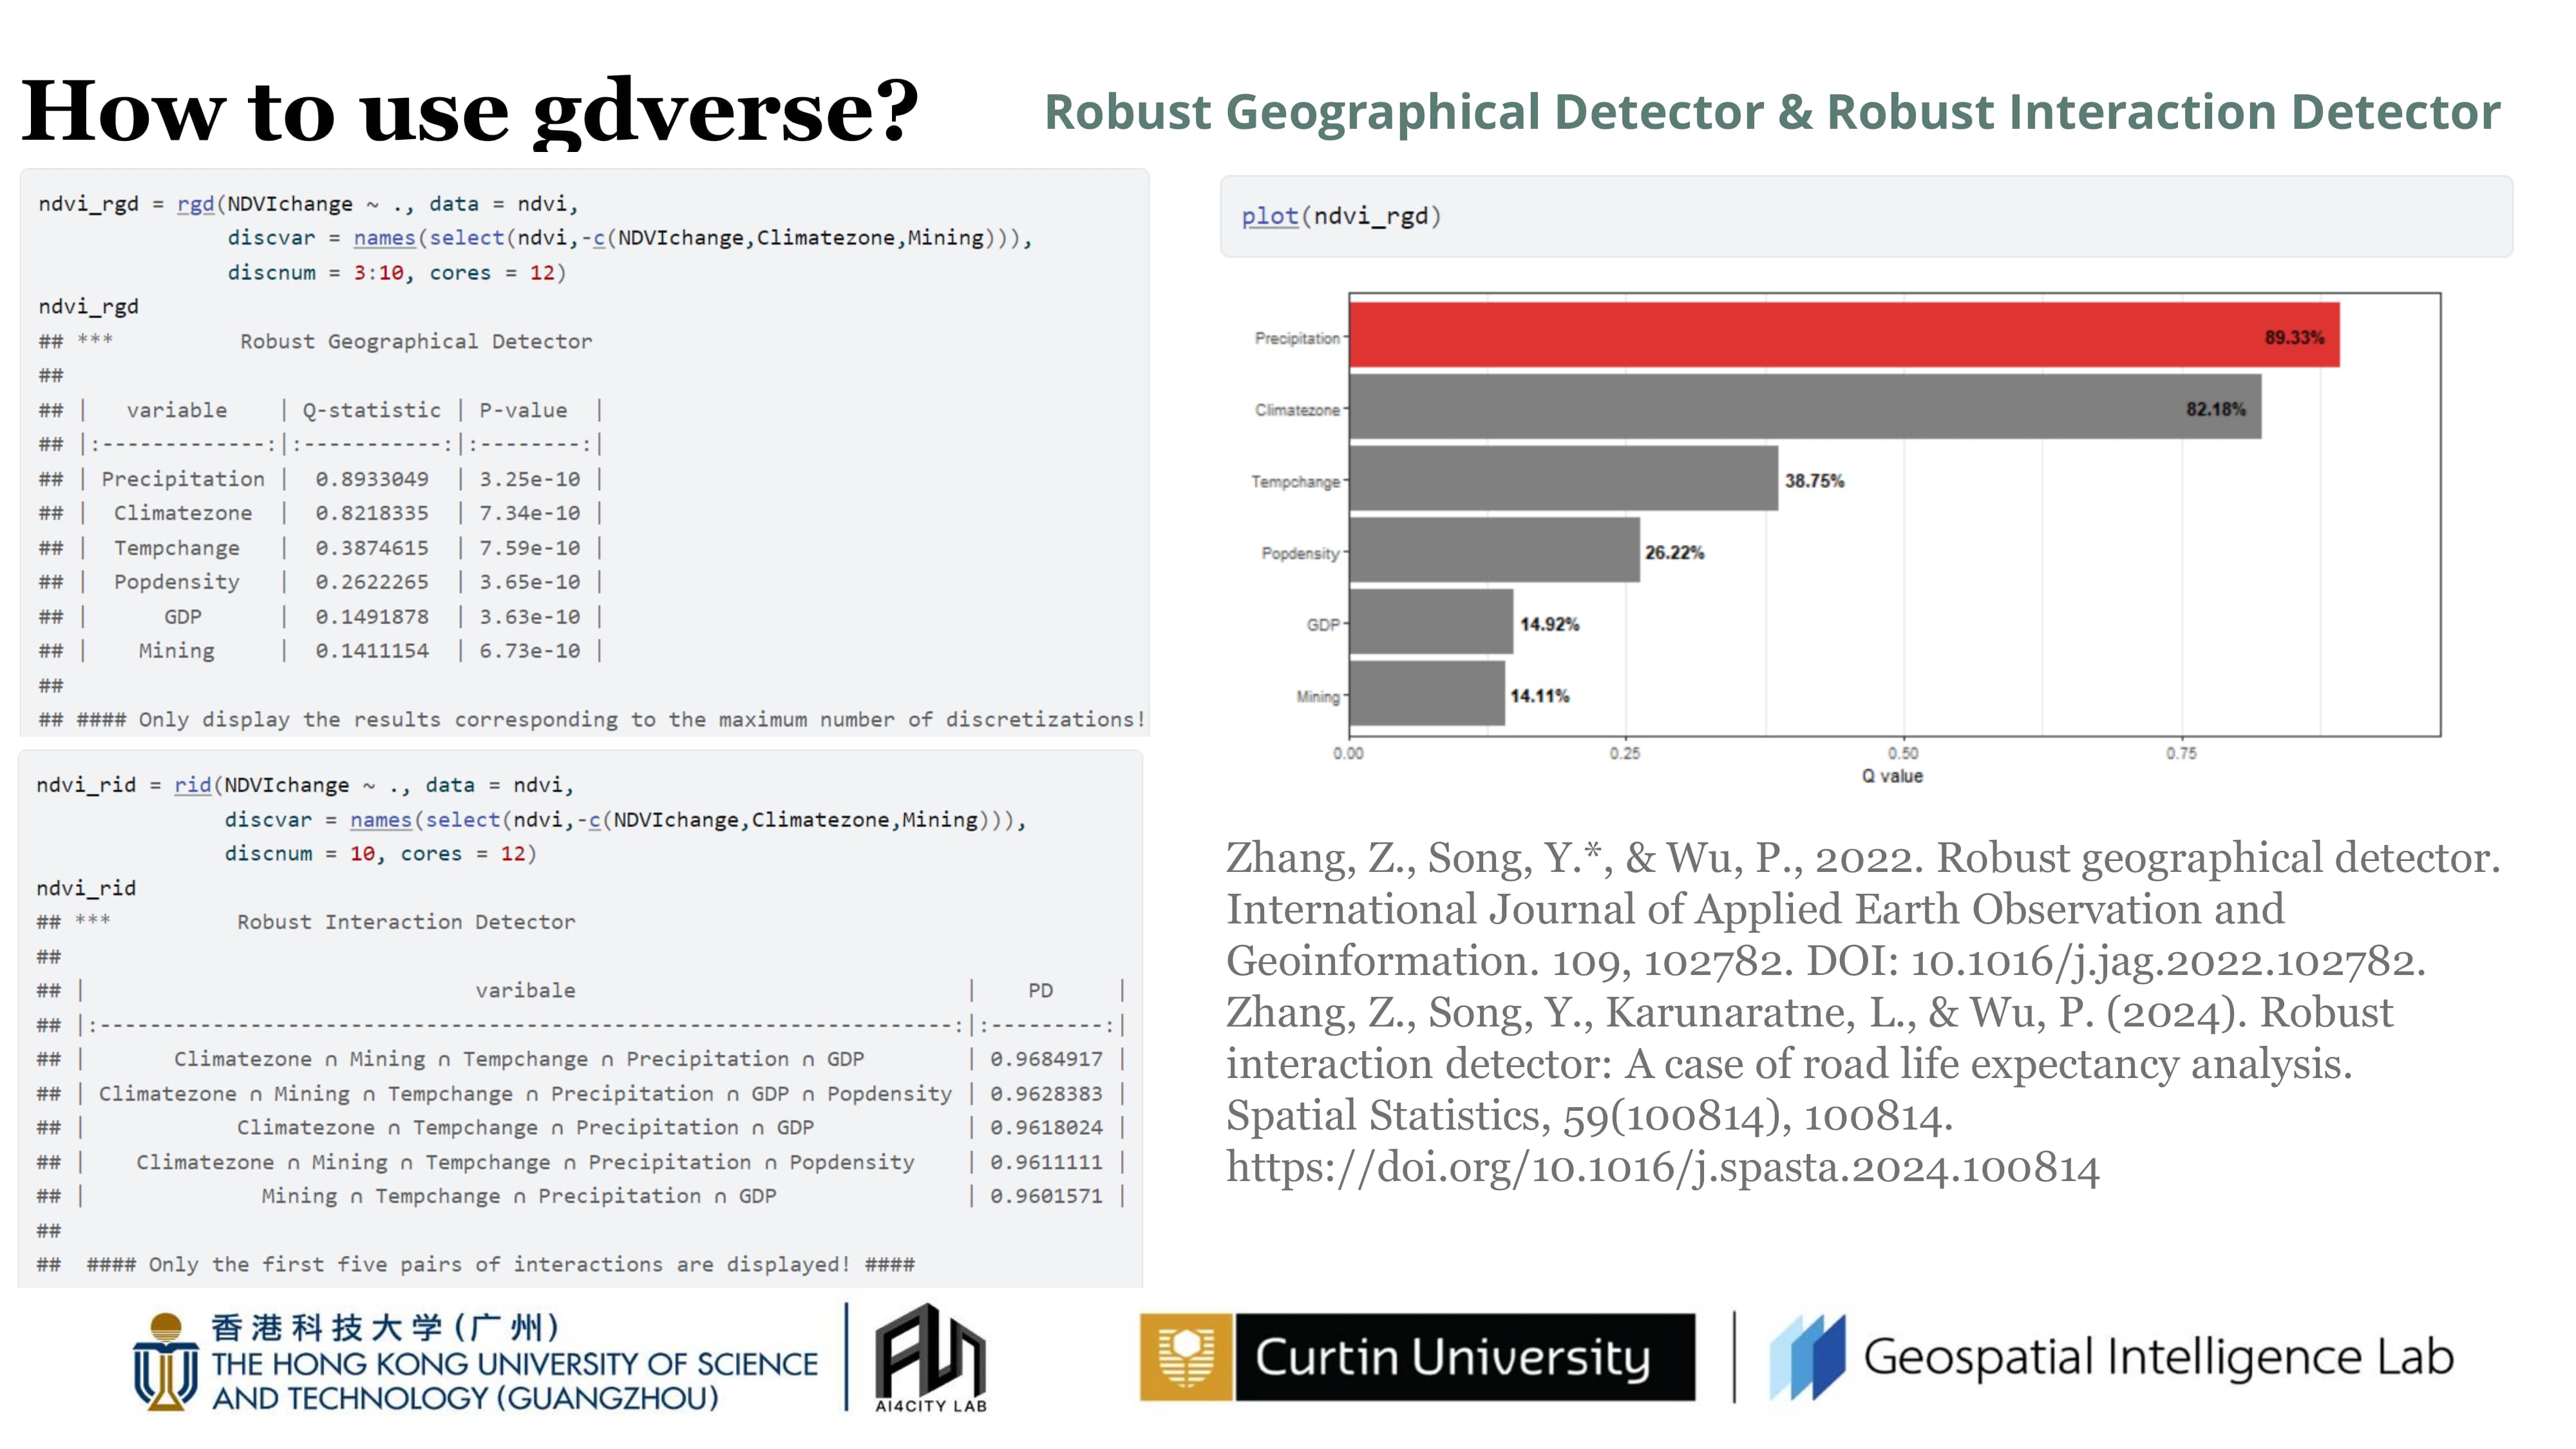 How to use gdverse?
Robust Geographical Detector & Robust Interaction Detector
ndvi_rgd = rgd(NDVIchange ~ ., data = ndvi,
discvar = names(select(ndvi,-c(NDVIchange,Climatezone,Mining))),
discnum = 3:10, cores = 12)
ndvi_rgd
## ***          Robust Geographical Detector
##
## |   variable    | Q-statistic | P-value  |
## |:-------------:|:-----------:|:--------:|
## | Precipitation |  0.8933049  | 3.25e-10 |
## |  Climatezone  |  0.8218335  | 7.34e-10 |
## |  Tempchange   |  0.3874615  | 7.59e-10 |
## |  Popdensity   |  0.2622265  | 3.65e-10 |
## |      GDP      |  0.1491878  | 3.63e-10 |
## |    Mining     |  0.1411154  | 6.73e-10 |
##
## #### Only display the results corresponding to the maximum number of discretizations!
ndvi_rid = rid(NDVIchange ~ ., data = ndvi,
discvar = names(select(ndvi,-c(NDVIchange,Climatezone,Mining))),
discnum = 10, cores = 12)
ndvi_rid
## ***          Robust Interaction Detector
##
## |                               varibale                               |    PD     |
## |:--------------------------------------------------------------------:|:---------:|
## |       Climatezone ∩ Mining ∩ Tempchange ∩ Precipitation ∩ GDP        | 0.9684917 |
## | Climatezone ∩ Mining ∩ Tempchange ∩ Precipitation ∩ GDP ∩ Popdensity | 0.9628383 |
## |            Climatezone ∩ Tempchange ∩ Precipitation ∩ GDP            | 0.9618024 |
## |    Climatezone ∩ Mining ∩ Tempchange ∩ Precipitation ∩ Popdensity    | 0.9611111 |
## |              Mining ∩ Tempchange ∩ Precipitation ∩ GDP               | 0.9601571 |
##
##  #### Only the first five pairs of interactions are displayed! ####
plot(ndvi_rgd)
Precipitation 89.33%
Climatezone 82.18%
Tempchange 38.75%
Popdensity 26.22%
GDP 14.92%
Mining 14.11%
0.00 0.25 0.50 0.75
Q value
Zhang, Z., Song, Y.*, & Wu, P., 2022. Robust geographical detector.
International Journal of Applied Earth Observation and
Geoinformation. 109, 102782. DOI: 10.1016/j.jag.2022.102782.
Zhang, Z., Song, Y., Karunaratne, L., & Wu, P. (2024). Robust
interaction detector: A case of road life expectancy analysis.
Spatial Statistics, 59(100814), 100814.
https://doi.org/10.1016/j.spasta.2024.100814
香港科技大学(广州)
THE HONG KONG UNIVERSITY OF SCIENCE
AND TECHNOLOGY (GUANGZHOU)
AI4CITY LAB
Curtin University
Geospatial Intelligence Lab